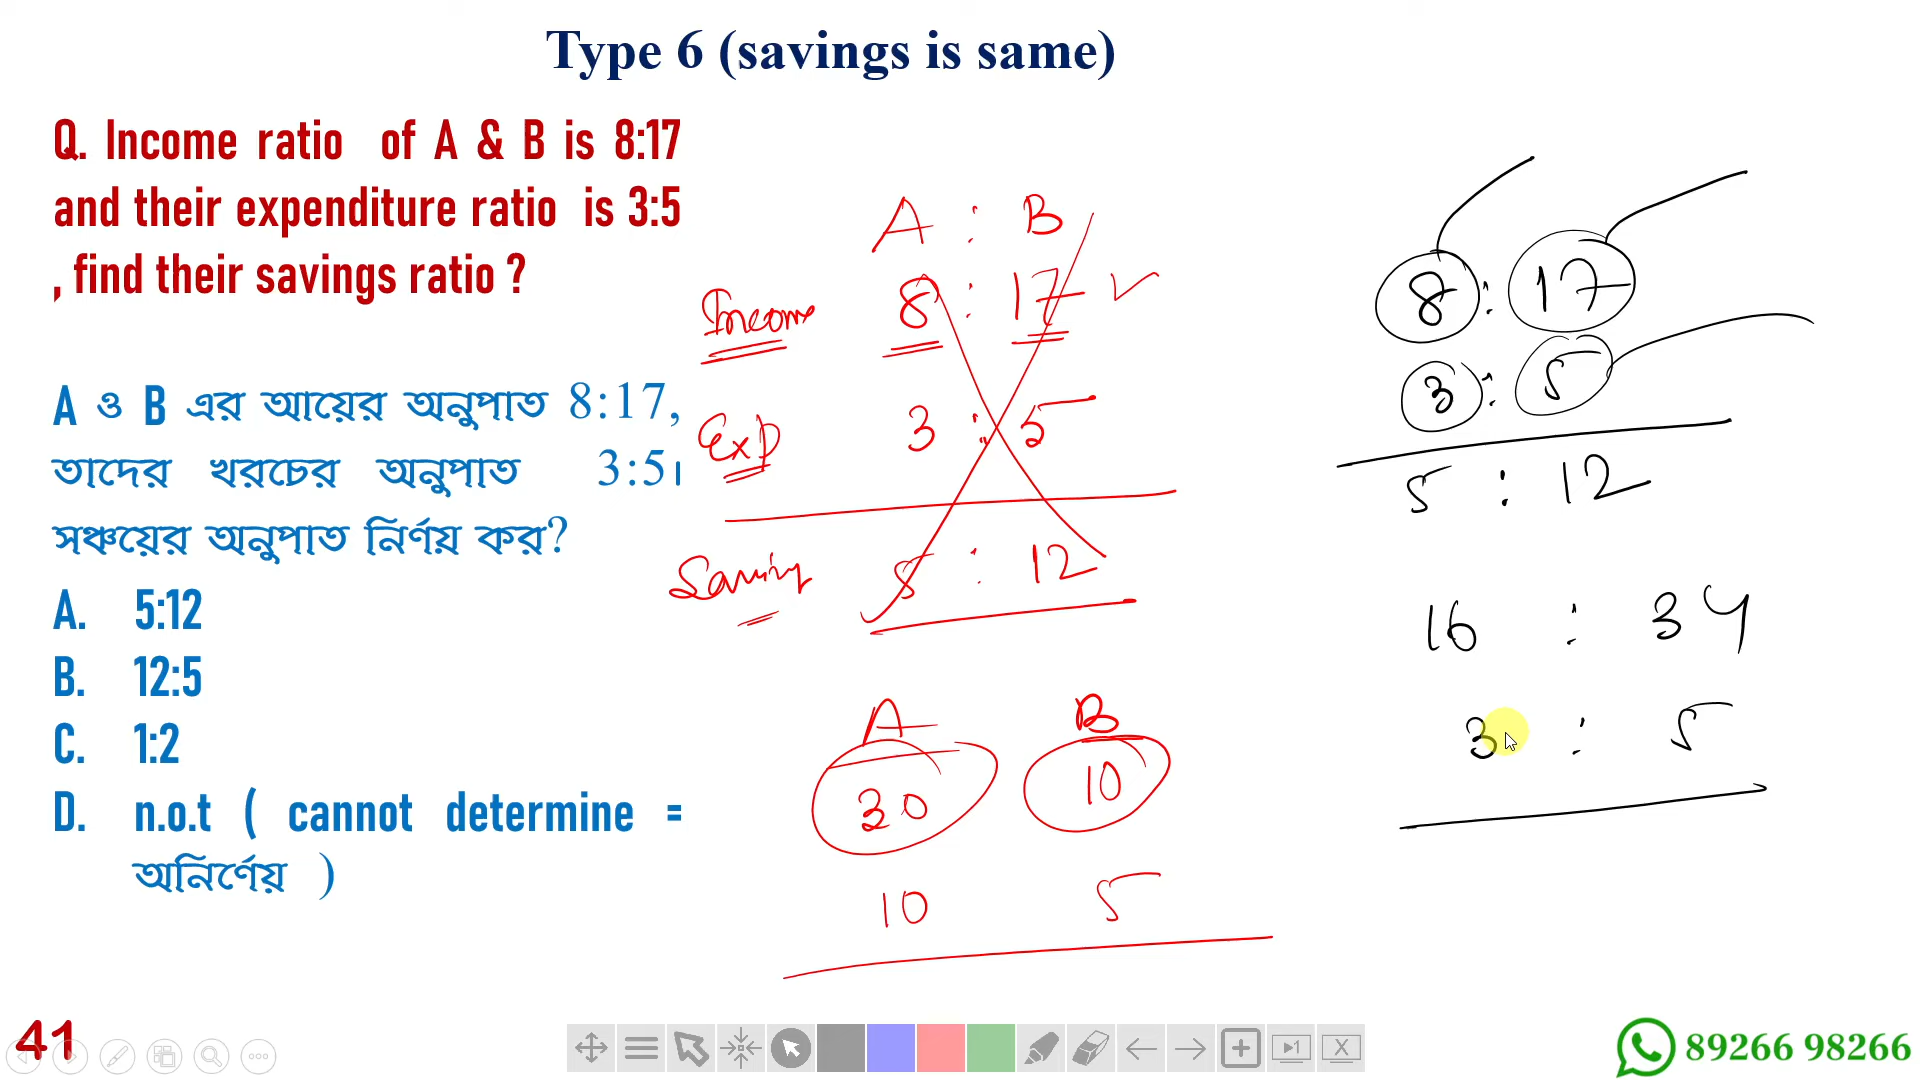 Type 6 (savings is same)
Q. Income ratio of A & B is 8:17
and their expenditure ratio is 3:5
, find their savings ratio ?
A ও B এর আয়ের অনুপাত 8:17,
তাদের খরচের অনুপাত 3:5।
সঞ্চয়ের অনুপাত নির্ণয় কর?
A. 5:12
B. 12:5
C. 1:2
D. n.o.t ( cannot determine =
অনির্ণেয় )
A : B
Income 8 : 17
Exp 3 : 5
Saving 5 : 12
A B
30 10
10 5
8 : 17
3 : 5
5 : 12
16 : 34
3 : 5
41
89266 98266